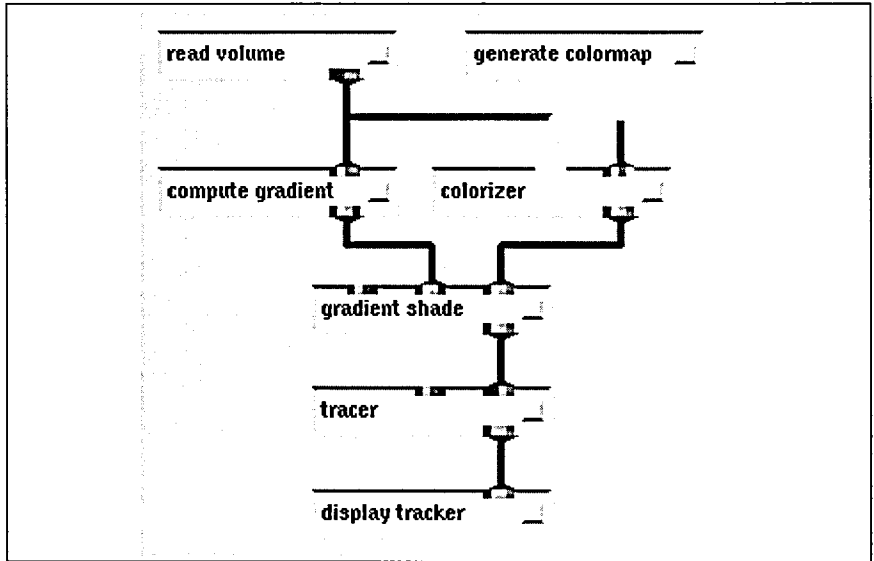 read volume
generate colormap
compute gradient
colorizer
gradient shade
tracer
display tracker